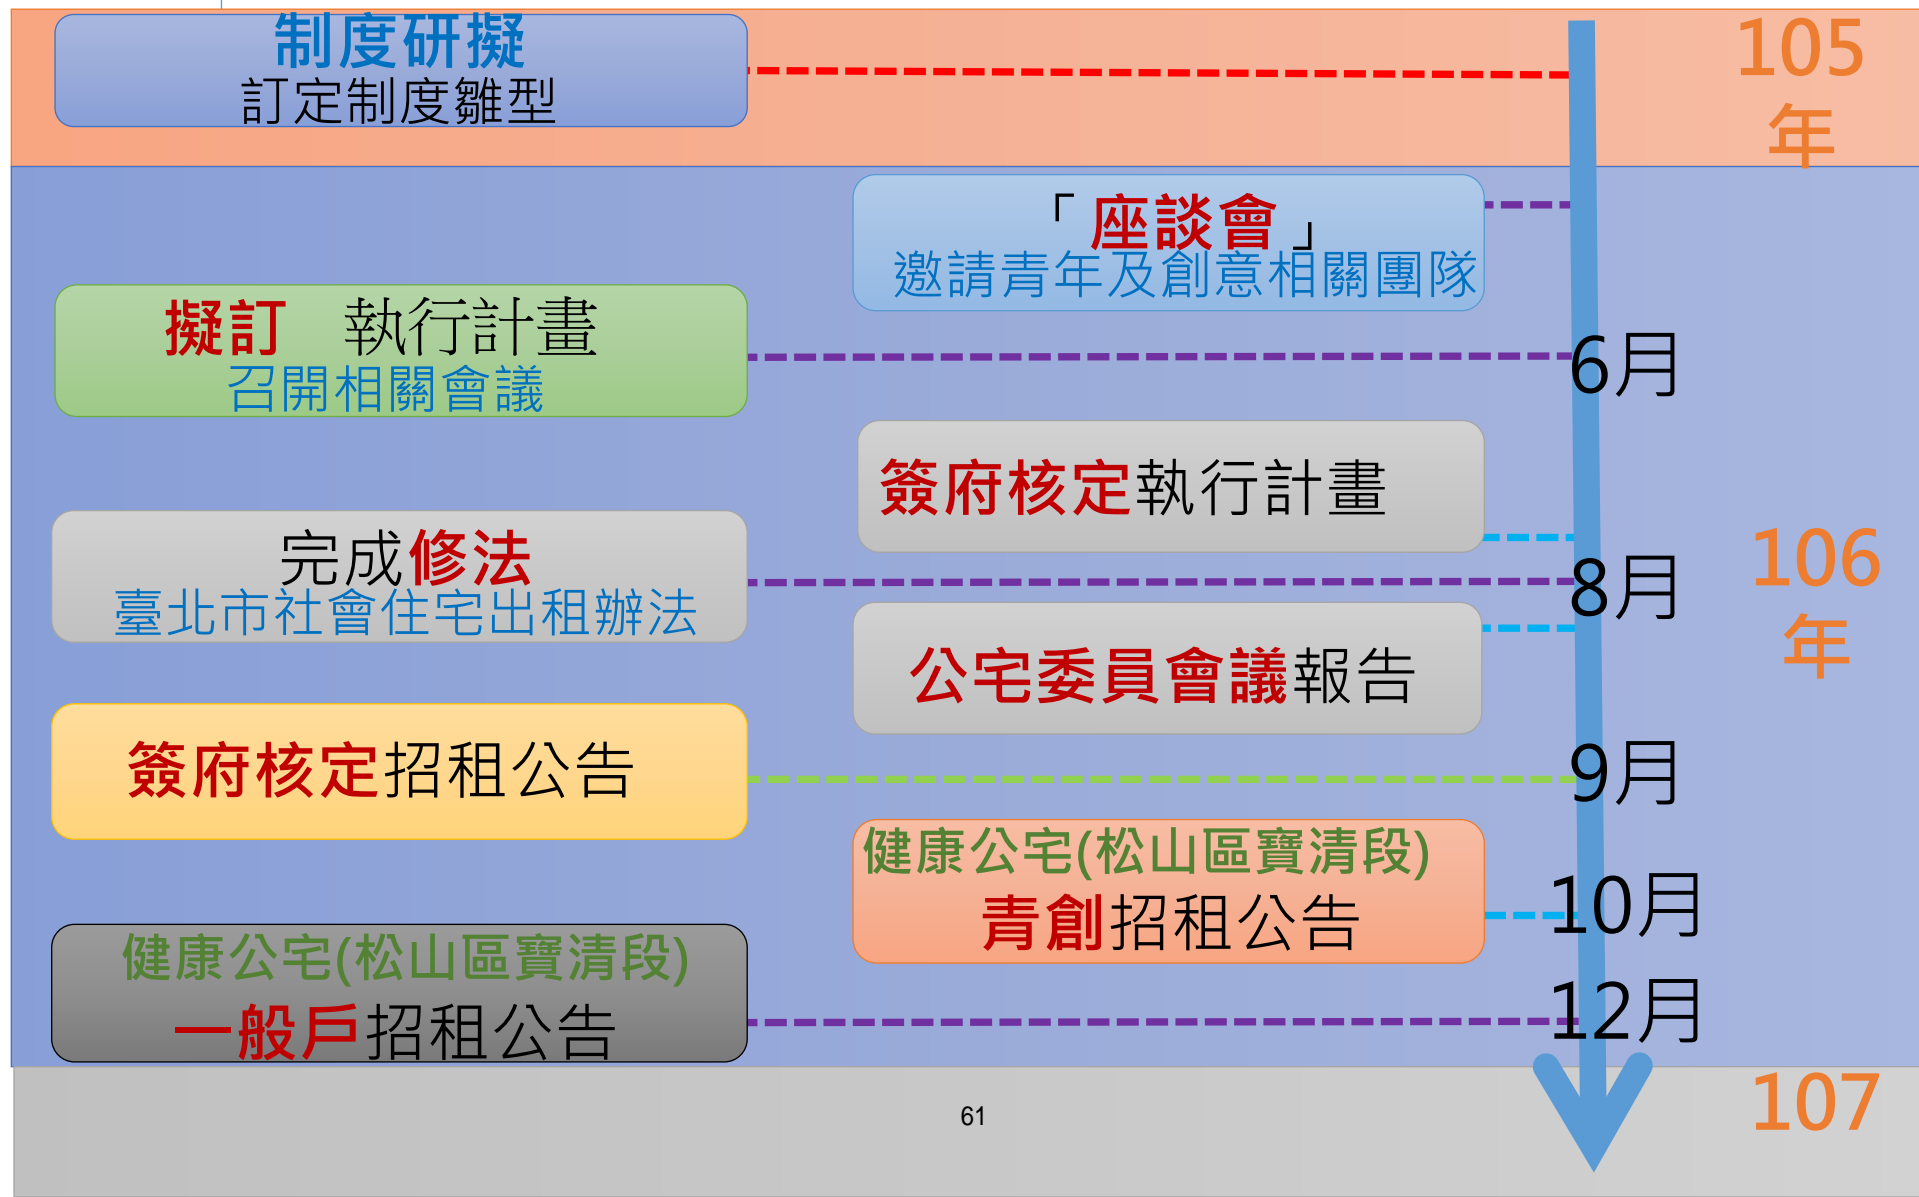 制度研擬
訂定制度雛型
105
年
「座談會」
邀請青年及創意相關團隊
擬訂 執行計畫
召開相關會議
6月
簽府核定執行計畫
完成修法
臺北市社會住宅出租辦法
8月
106
年
公宅委員會議報告
簽府核定招租公告
9月
健康公宅(松山區寶清段)
青創招租公告
10月
健康公宅(松山區寶清段)
一般戶招租公告
12月
107
61